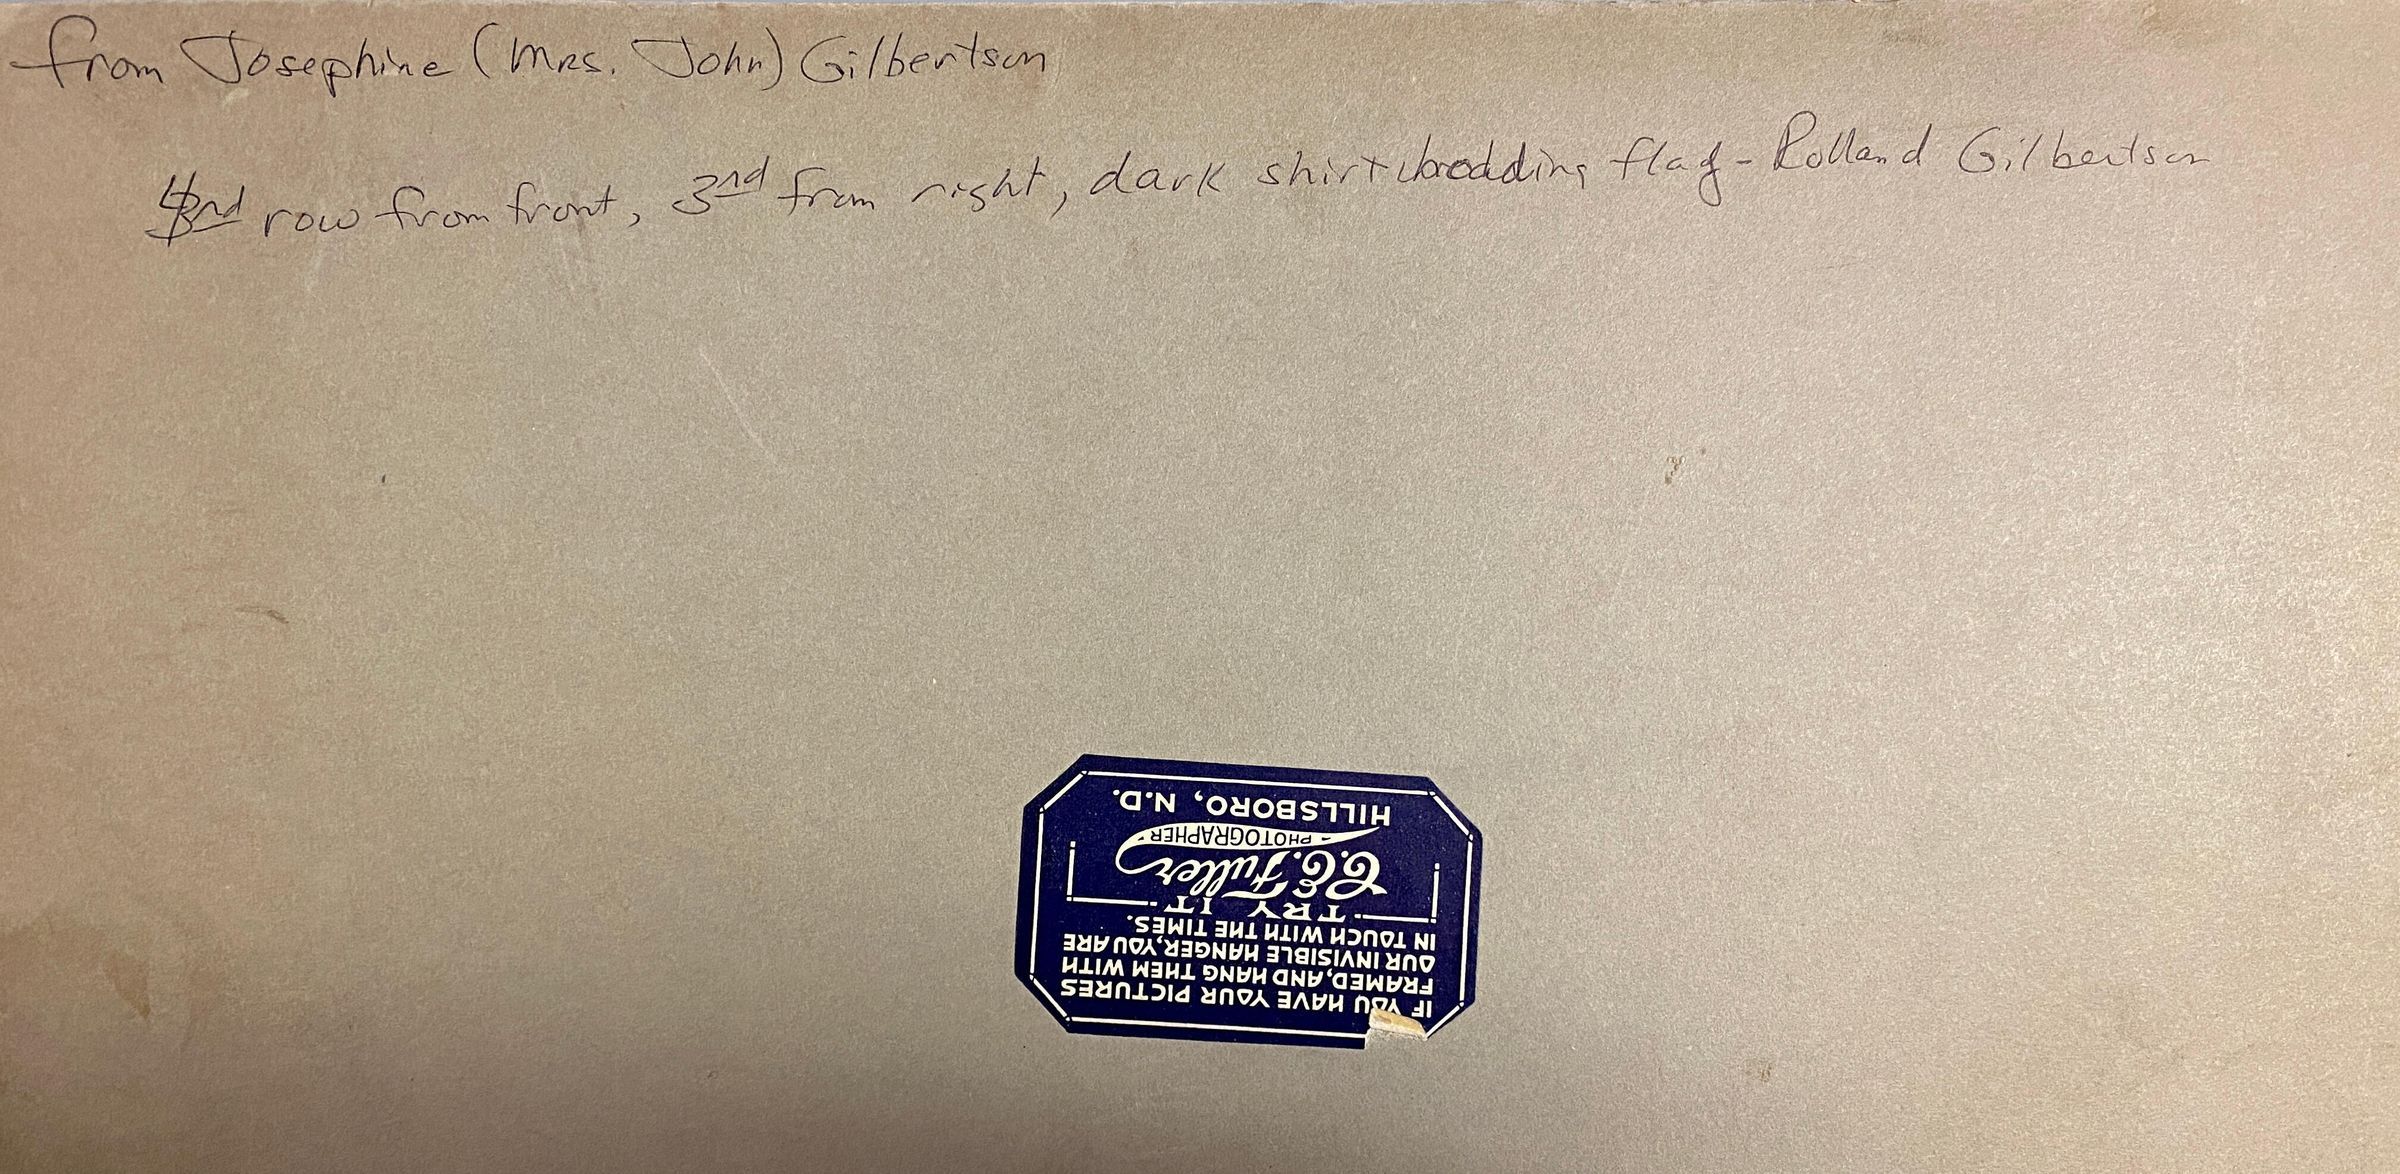 from Josephine (Mrs. John) Gilbertson
row from front, 3nd from right, dark shirt holding flag - Rolland Gilbertson
IF YOU HAVE YOUR PICTURES
FRAMED, AND HANG THEM WITH
OUR INVISIBLE HANGER, YOU ARE
IN TOUCH WITH THE TIMES.
TRY IT
C.E. Fuller
PHOTOGRAPHER
HILLSBORO, N.D.